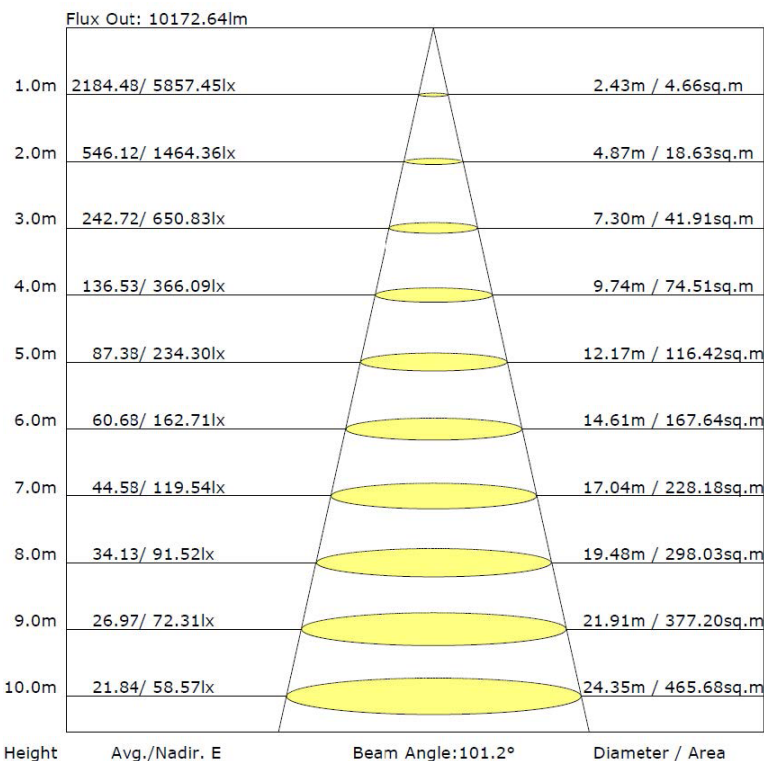 Flux Out: 10172.64lm
1.0m 2184.48/ 5857.45lx 2.43m / 4.66sq.m
2.0m 546.12/ 1464.36lx 4.87m / 18.63sq.m
3.0m 242.72/ 650.83lx 7.30m / 41.91sq.m
4.0m 136.53/ 366.09lx 9.74m / 74.51sq.m
5.0m 87.38/ 234.30lx 12.17m / 116.42sq.m
6.0m 60.68/ 162.71lx 14.61m / 167.64sq.m
7.0m 44.58/ 119.54lx 17.04m / 228.18sq.m
8.0m 34.13/ 91.52lx 19.48m / 298.03sq.m
9.0m 26.97/ 72.31lx 21.91m / 377.20sq.m
10.0m 21.84/ 58.57lx 24.35m / 465.68sq.m
Height Avg./Nadir. E Beam Angle:101.2° Diameter / Area